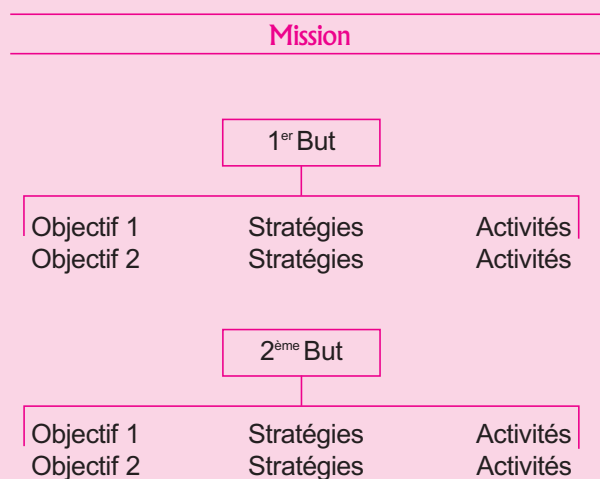 Mission
1er But
Objectif 1 Stratégies Activités
Objectif 2 Stratégies Activités
2ème But
Objectif 1 Stratégies Activités
Objectif 2 Stratégies Activités